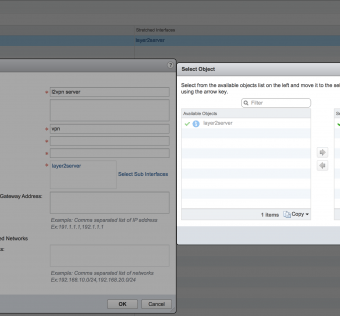 Stretched Interfaces
layer2server
l2vpn server
vpn
layer2server
Select Sub Interfaces
Gateway Address:
Example: Comma separated list of IP address
Ex:191.1.1.1,192.1.1.1
ed Networks
Example: Comma separated list of networks
Ex:192.168.10.0/24,192.168.20.0/24
OK
Cancel
Select Object
Select from the available objects list on the left and move it to the se
using the arrow key.
Filter
Available Objects
Se
layer2server
1 items
Copy